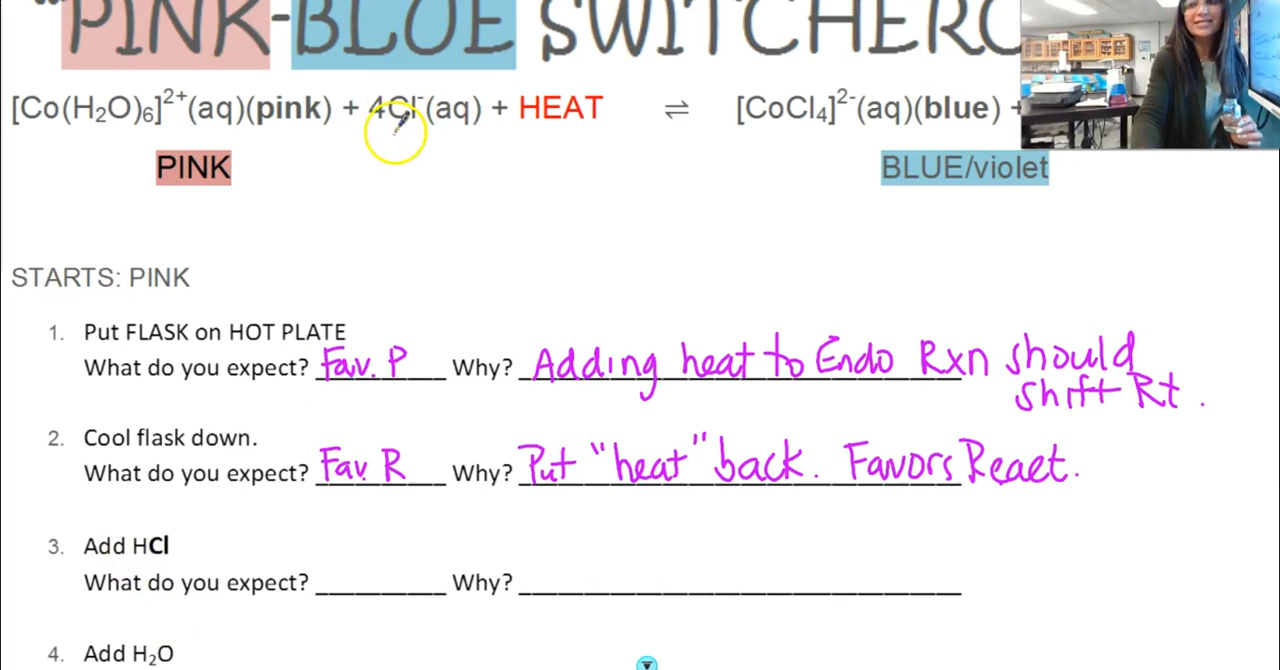 "PINK-BLUE SWITCHERO
[Co(H₂O)₆]²⁺(aq)(pink) + 4Cl⁻(aq) + HEAT ⇌ [CoCl₄]²⁻(aq)(blue) +
PINK BLUE/violet
STARTS: PINK
1. Put FLASK on HOT PLATE
What do you expect? Fav. P Why? Adding heat to Endo Rxn should
shift Rt.
2. Cool flask down.
What do you expect? Fav. R Why? Put "heat" back. Favors React.
3. Add HCl
What do you expect? __________ Why? __________________________________
4. Add H₂O